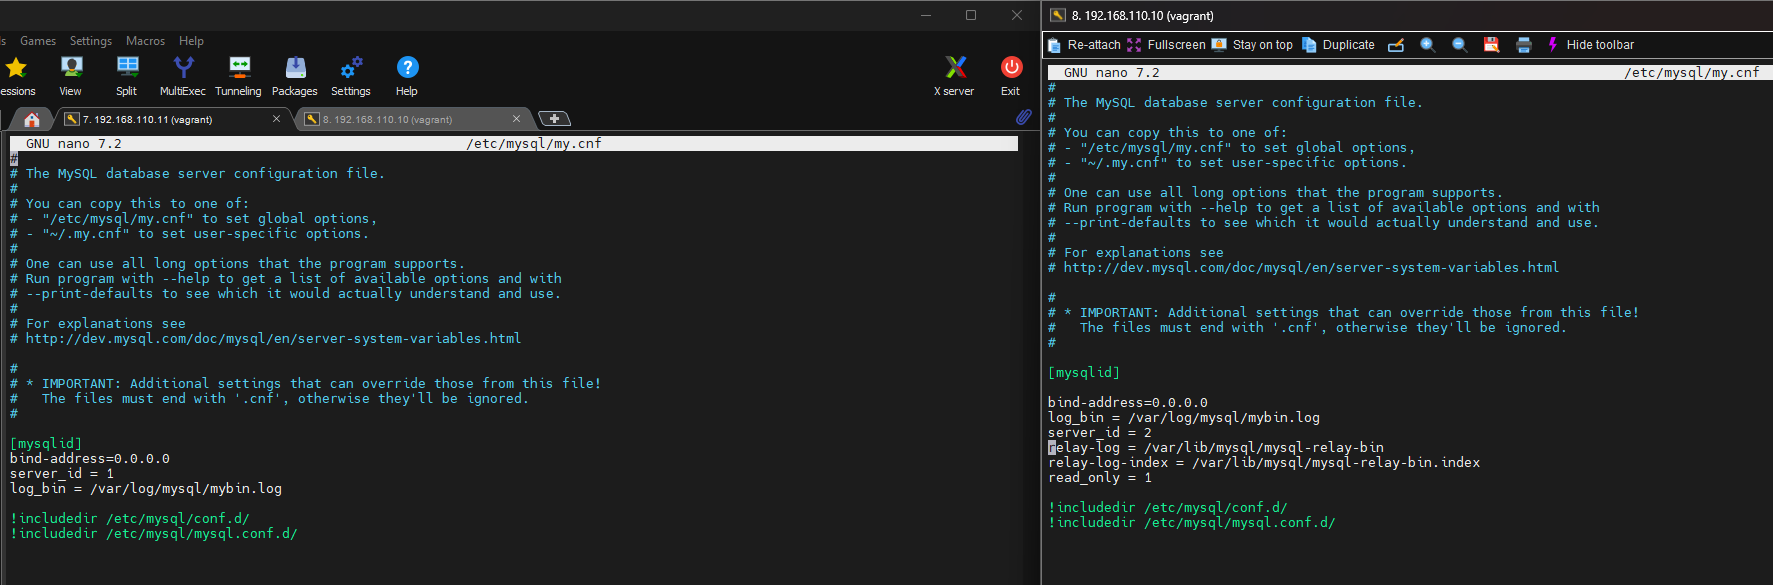 ls Games Settings Macros Help
essions View Split MultiExec Tunneling Packages Settings Help X server Exit
7. 192.168.110.11 (vagrant) 8. 192.168.110.10 (vagrant)
GNU nano 7.2 /etc/mysql/my.cnf
#
# The MySQL database server configuration file.
#
# You can copy this to one of:
# - "/etc/mysql/my.cnf" to set global options,
# - "~/.my.cnf" to set user-specific options.
#
# One can use all long options that the program supports.
# Run program with --help to get a list of available options and with
# --print-defaults to see which it would actually understand and use.
#
# For explanations see
# http://dev.mysql.com/doc/mysql/en/server-system-variables.html
#
# * IMPORTANT: Additional settings that can override those from this file!
#   The files must end with '.cnf', otherwise they'll be ignored.
#
[mysqlid]
bind-address=0.0.0.0
server_id = 1
log_bin = /var/log/mysql/mybin.log
!includedir /etc/mysql/conf.d/
!includedir /etc/mysql/mysql.conf.d/
8. 192.168.110.10 (vagrant)
Re-attach Fullscreen Stay on top Duplicate Hide toolbar
GNU nano 7.2 /etc/mysql/my.cnf
#
# The MySQL database server configuration file.
#
# You can copy this to one of:
# - "/etc/mysql/my.cnf" to set global options,
# - "~/.my.cnf" to set user-specific options.
#
# One can use all long options that the program supports.
# Run program with --help to get a list of available options and with
# --print-defaults to see which it would actually understand and use.
#
# For explanations see
# http://dev.mysql.com/doc/mysql/en/server-system-variables.html
#
# * IMPORTANT: Additional settings that can override those from this file!
#   The files must end with '.cnf', otherwise they'll be ignored.
#
[mysqlid]
bind-address=0.0.0.0
log_bin = /var/log/mysql/mybin.log
server_id = 2
relay-log = /var/lib/mysql/mysql-relay-bin
relay-log-index = /var/lib/mysql/mysql-relay-bin.index
read_only = 1
!includedir /etc/mysql/conf.d/
!includedir /etc/mysql/mysql.conf.d/